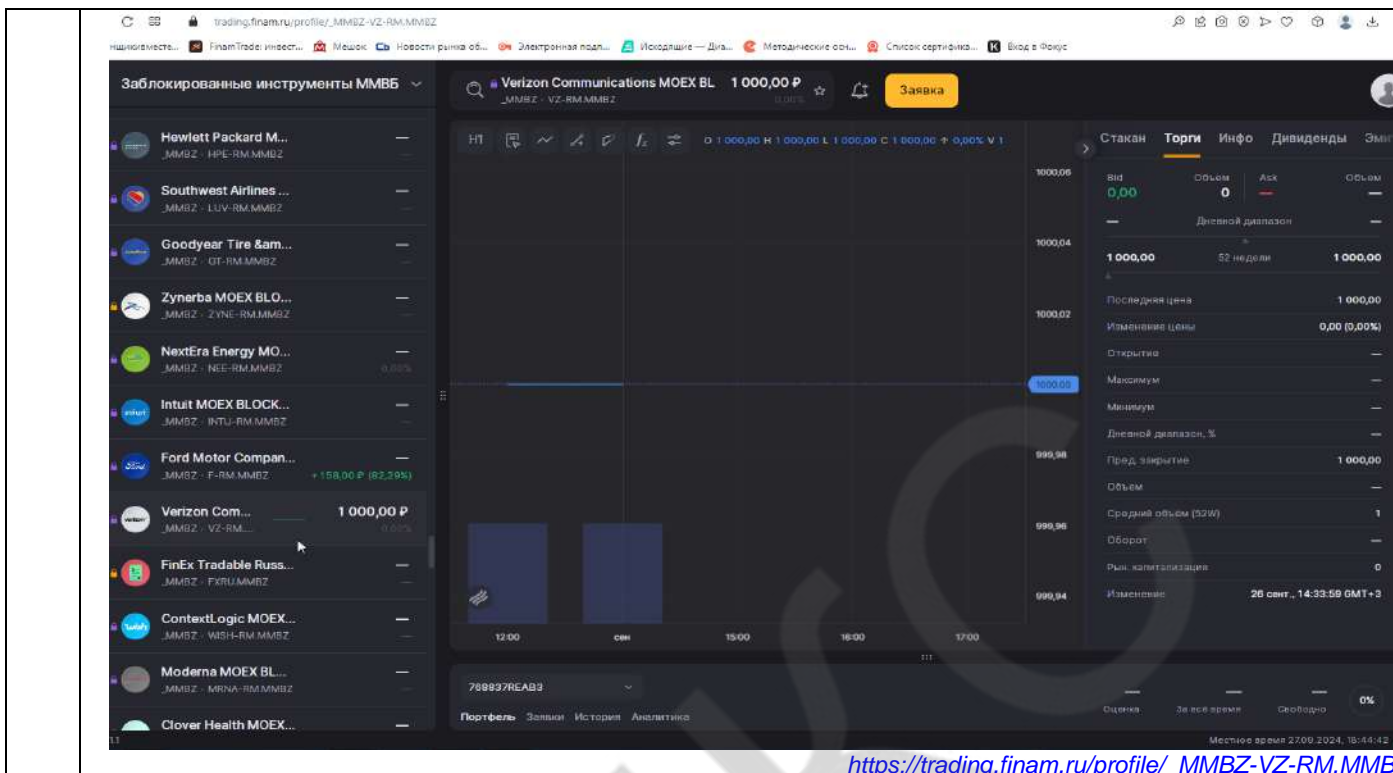 trading.finam.ru/profile/_MMBZ-VZ-RM.MMBZ
FinamTrade: инвест...
Мешок
Новости рынка об...
Электронная подп...
Исходящие — Диа...
Методические осн...
Список сертифика...
Вход в Фокус
Заблокированные инструменты ММВБ
Verizon Communications MOEX BL 1 000,00 ₽
_MMBZ · VZ-RM.MMBZ 0,00%
Заявка
Hewlett Packard M... —
_MMBZ · HPE-RM.MMBZ —
Southwest Airlines ... —
_MMBZ · LUV-RM.MMBZ —
Goodyear Tire &am... —
_MMBZ · GT-RM.MMBZ —
Zynerba MOEX BLO... —
_MMBZ · ZYNE-RM.MMBZ —
NextEra Energy MO... —
_MMBZ · NEE-RM.MMBZ 0,00%
Intuit MOEX BLOCK... —
_MMBZ · INTU-RM.MMBZ —
Ford Motor Compan... —
_MMBZ · F-RM.MMBZ +158,00 ₽ (82,29%)
Verizon Com... 1 000,00 ₽
_MMBZ · VZ-RM.... 0,00%
FinEx Tradable Russ... —
_MMBZ · FXRU.MMBZ —
ContextLogic MOEX... —
_MMBZ · WISH-RM.MMBZ —
Moderna MOEX BL... —
_MMBZ · MRNA-RM.MMBZ —
Clover Health MOEX... —
H1
O 1 000,00 H 1 000,00 L 1 000,00 C 1 000,00 0,00% V 1
1000,06
1000,04
1000,02
1000,00
999,98
999,96
999,94
12:00 сен 15:00 16:00 17:00
Стакан Торги Инфо Дивиденды Эми
Bid Объем Ask Объем
0,00 0 — —
— Дневной диапазон —
1 000,00 52 недели 1 000,00
Последняя цена 1 000,00
Изменение цены 0,00 (0,00%)
Открытие —
Максимум —
Минимум —
Дневной диапазон, % —
Пред. закрытие 1 000,00
Объем —
Средний объем (52W) 1
Оборот —
Рын. капитализация 0
Изменение 26 сент., 14:33:59 GMT+3
768837REAB3
Портфель Заявки История Аналитика
— — —
Оценка За всё время Свободно 0%
Местное время 27.09.2024, 18:44:42
https://trading.finam.ru/profile/_MMBZ-VZ-RM.MMB